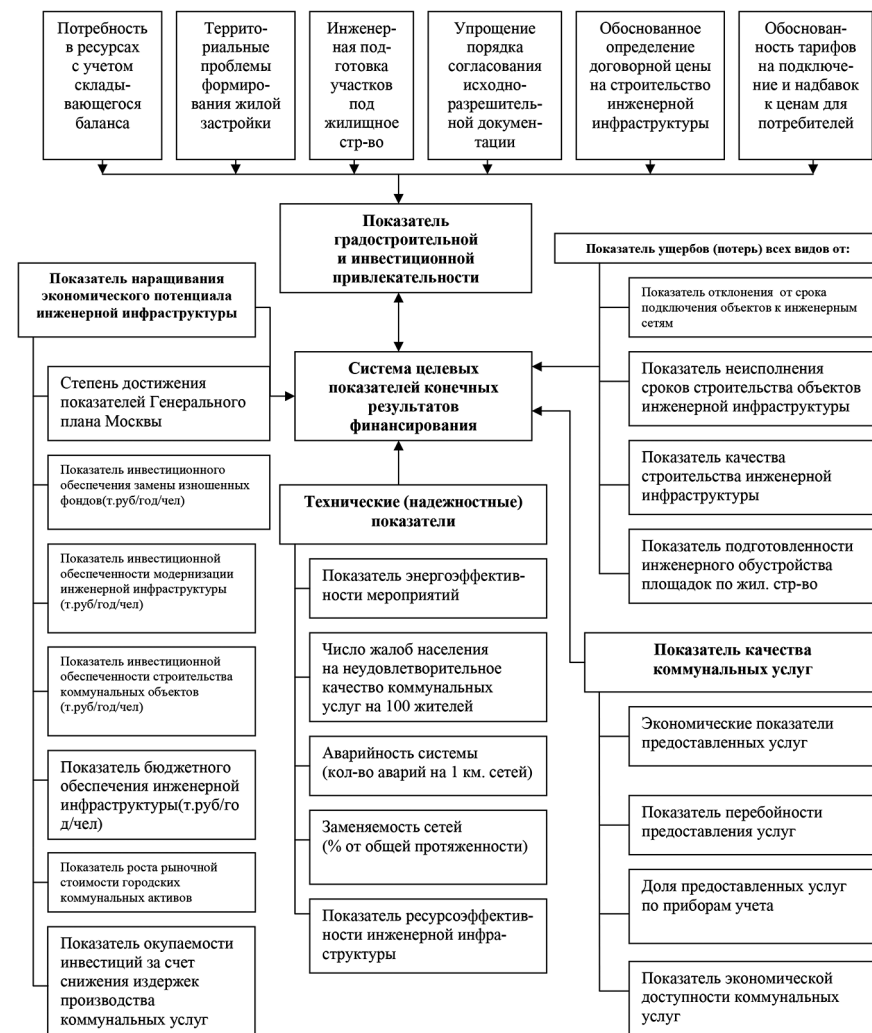 Потребность
в ресурсах
с учетом
склады-
вающегося
баланса
Террито-
риальные
проблемы
формиро-
вания жилой
застройки
Инженер-
ная под-
готовка
участков
под
жилищное
стр-во
Упрощение
порядка
согласования
исходно-
разрешитель-
ной докумен-
тации
Обоснованное
определение
договорной цены
на строительство
инженерной
инфраструктуры
Обоснован-
ность тарифов
на подключе-
ние и надбавок
к ценам для
потребителей
Показатель
градостроительной
и инвестиционной
привлекательности
Показатель наращивания
экономического потенциала
инженерной инфраструктуры
Степень достижения
показателей Генерального
плана Москвы
Показатель инвестиционного
обеспечения замены изношенных
фондов(т.руб/год/чел)
Показатель инвестиционной
обеспеченности модернизации
инженерной инфраструктуры
(т.руб/год/чел)
Показатель инвестиционной
обеспеченности строительства
коммунальных объектов
(т.руб/год/чел)
Показатель бюджетного
обеспечения инженерной
инфраструктуры(т.руб/го
д/чел)
Показатель роста рыночной
стоимости городских
коммунальных активов
Показатель окупаемости
инвестиций за счет
снижения издержек
производства
коммунальных услуг
Система целевых
показателей конечных
результатов
финансирования
Технические (надежностные)
показатели
Показатель энергоэффектив-
ности мероприятий
Число жалоб населения
на неудовлетворительное
качество коммунальных
услуг на 100 жителей
Аварийность системы
(кол-во аварий на 1 км. сетей)
Заменяемость сетей
(% от общей протяженности)
Показатель ресурсоэффектив-
ности инженерной инфра-
структуры
Показатель ущербов (потерь) всех видов от:
Показатель отклонения от срока
подключения объектов к инженерным
сетям
Показатель неисполнения
сроков строительства объектов
инженерной инфраструктуры
Показатель качества
строительства инженерной
инфраструктуры
Показатель подготовленности
инженерного обустройства
площадок по жил. стр-во
Показатель качества
коммунальных услуг
Экономические показатели
предоставленных услуг
Показатель перебойности
предоставления услуг
Доля предоставленных услуг
по приборам учета
Показатель экономической
доступности коммунальных
услуг